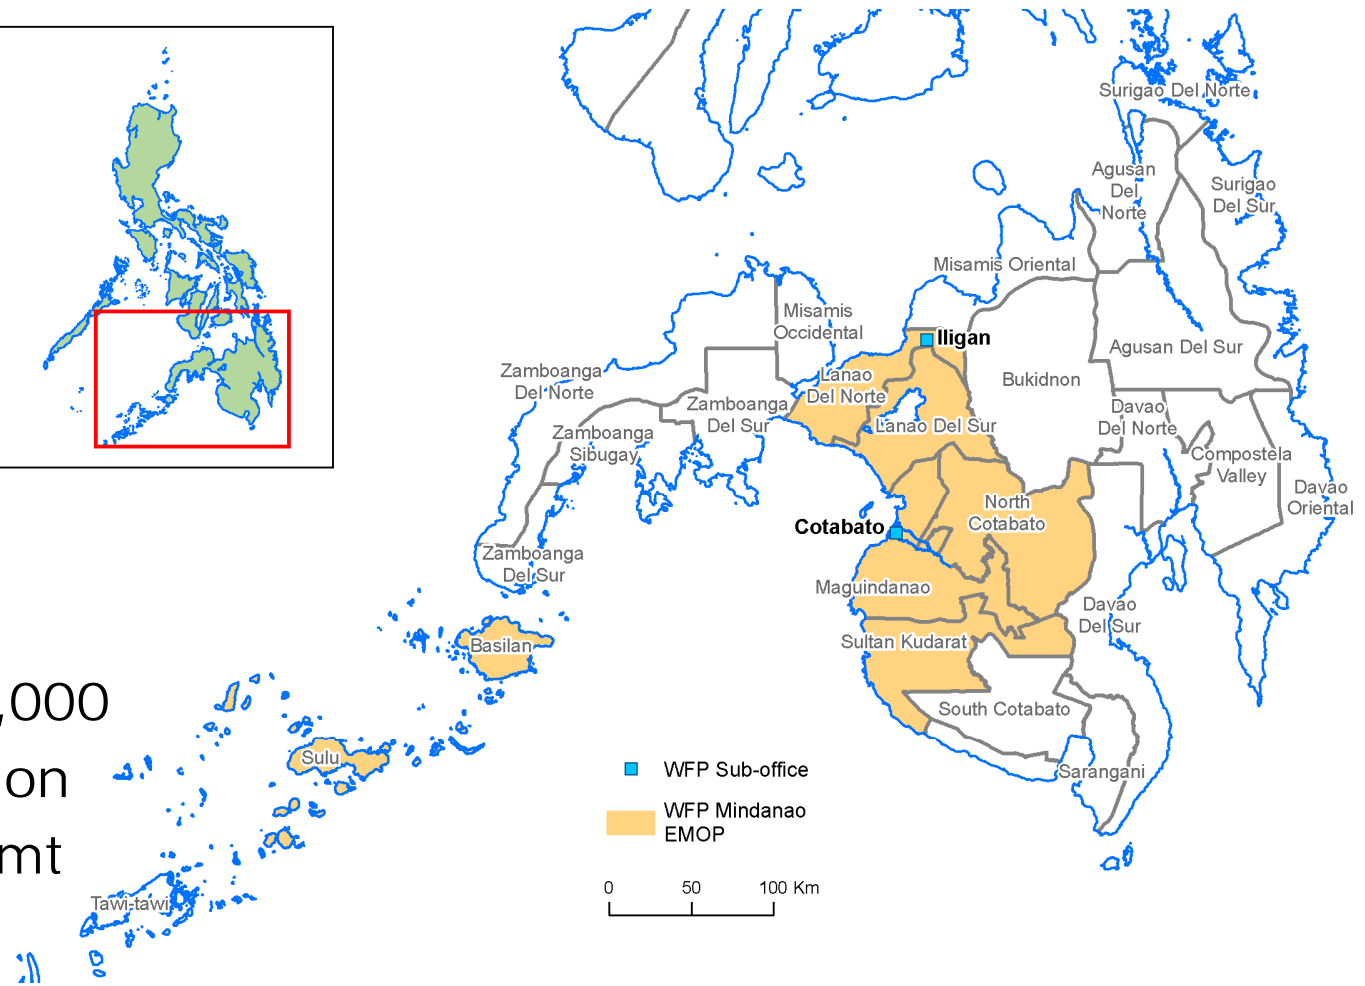 Surigao Del Norte
Agusan
Del
Norte
Surigao
Del Sur
Misamis Oriental
Misamis
Occidental
Iligan
Agusan Del Sur
Zamboanga
Del Norte
Lanao
Del Norte
Bukidnon
Zamboanga
Del Sur
Davao
Del Norte
Lanao Del Sur
Zamboanga
Sibugay
Compostela
Valley
Davao
Oriental
North
Cotabato
Cotabato
Zamboanga
Del Sur
Maguindanao
Davao
Del Sur
Sultan Kudarat
Basilan
,000
on
mt
South Cotabato
Sulu
Sarangani
WFP Sub-office
WFP Mindanao
EMOP
0 50 100 Km
Tawi-tawi